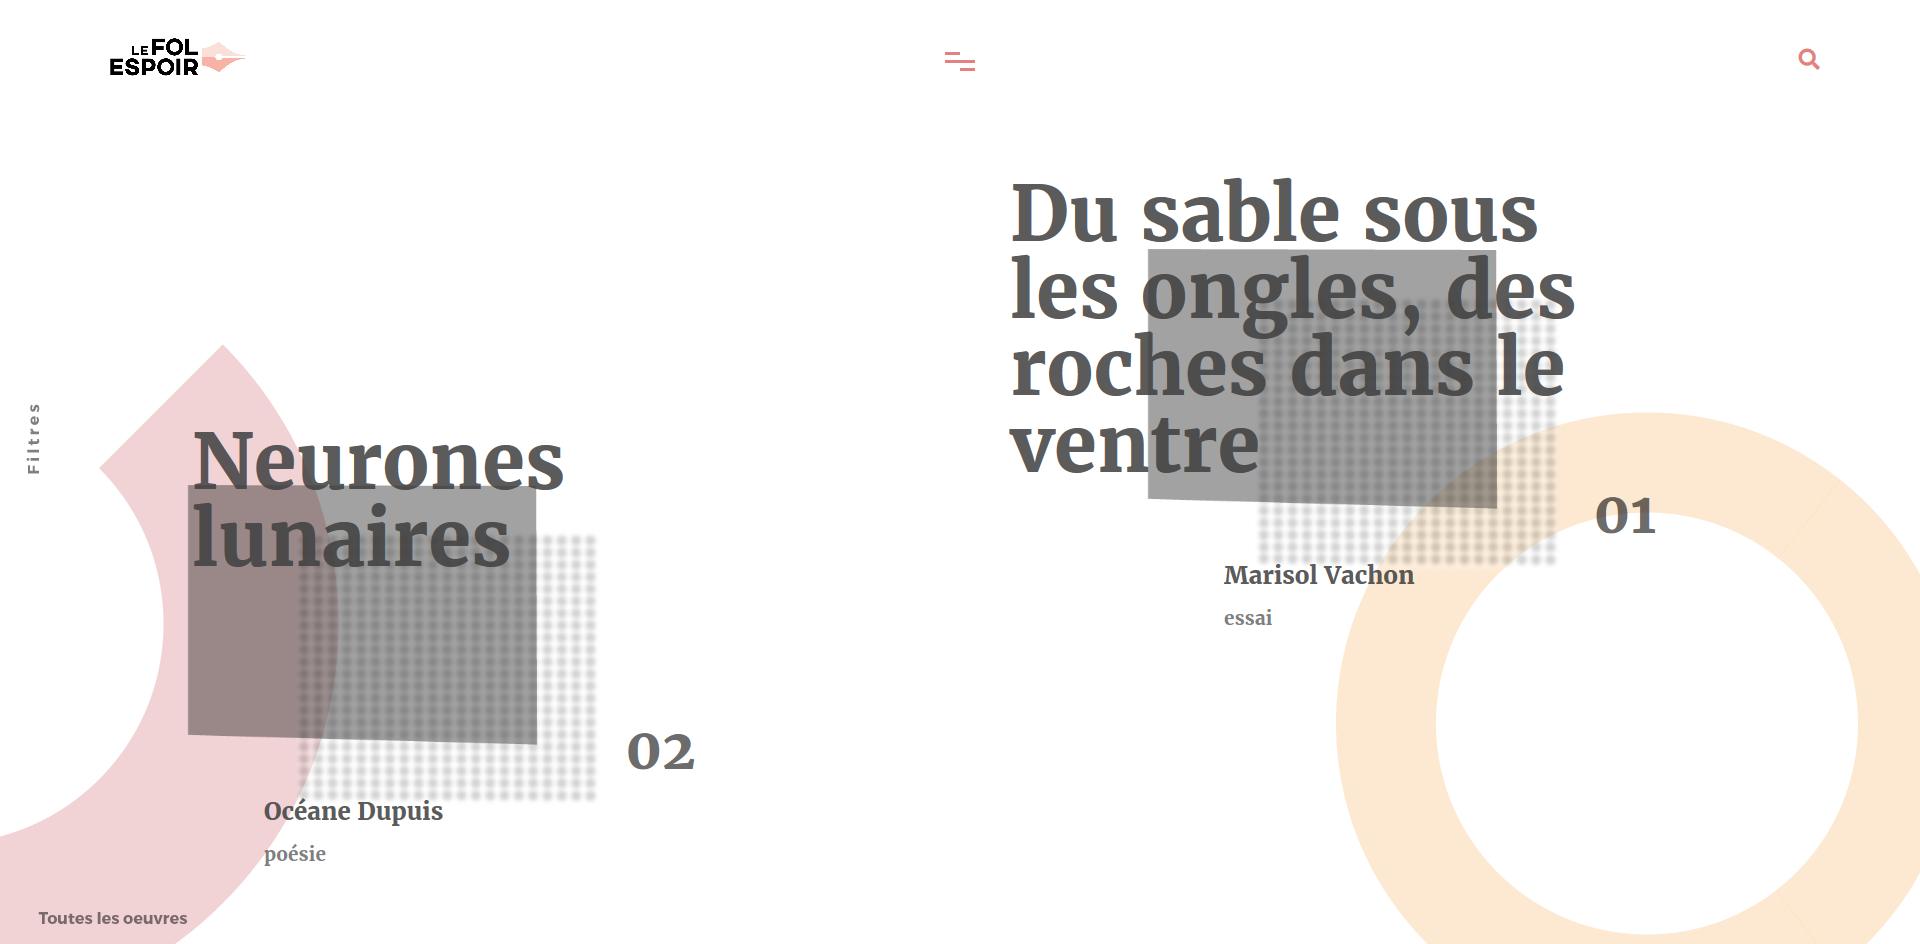 LE FOL
ESPOIR
Du sable sous
les ongles, des
roches dans le
ventre
01
Marisol Vachon
essai
Filtres
Neurones
lunaires
02
Océane Dupuis
poésie
Toutes les oeuvres